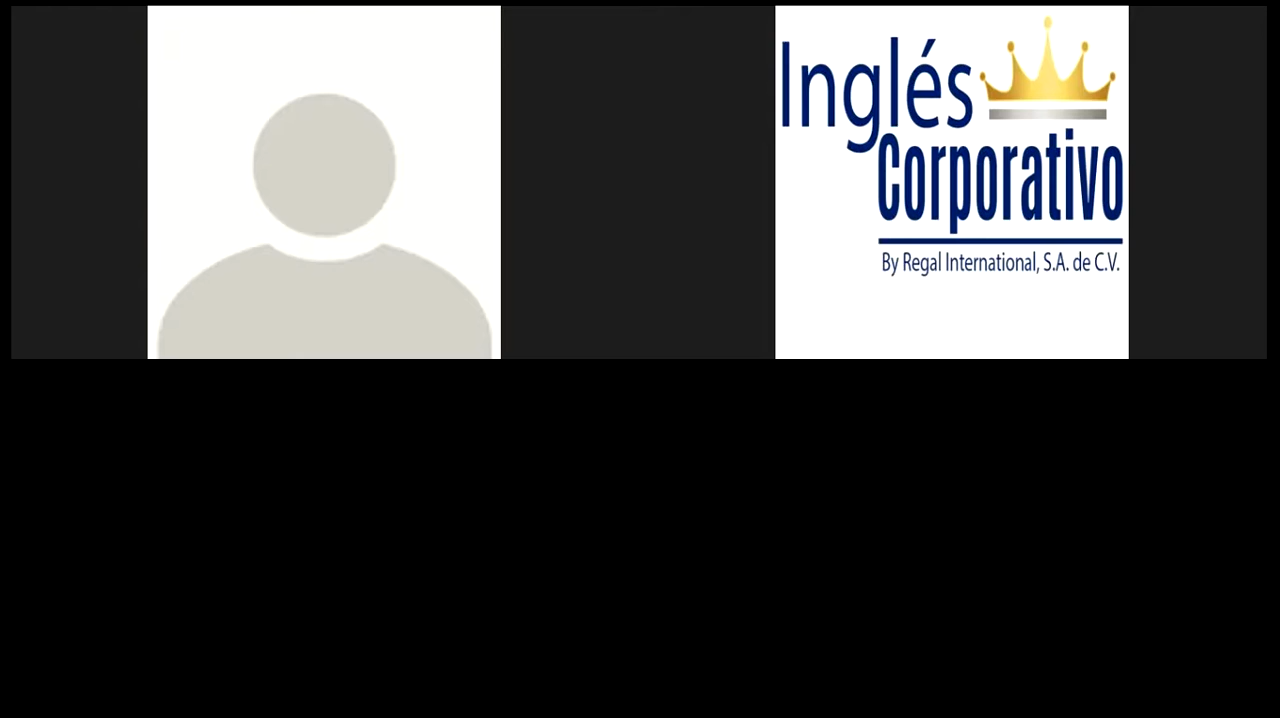 Inglés
Corporativo
By Regal International, S.A. de C.V.